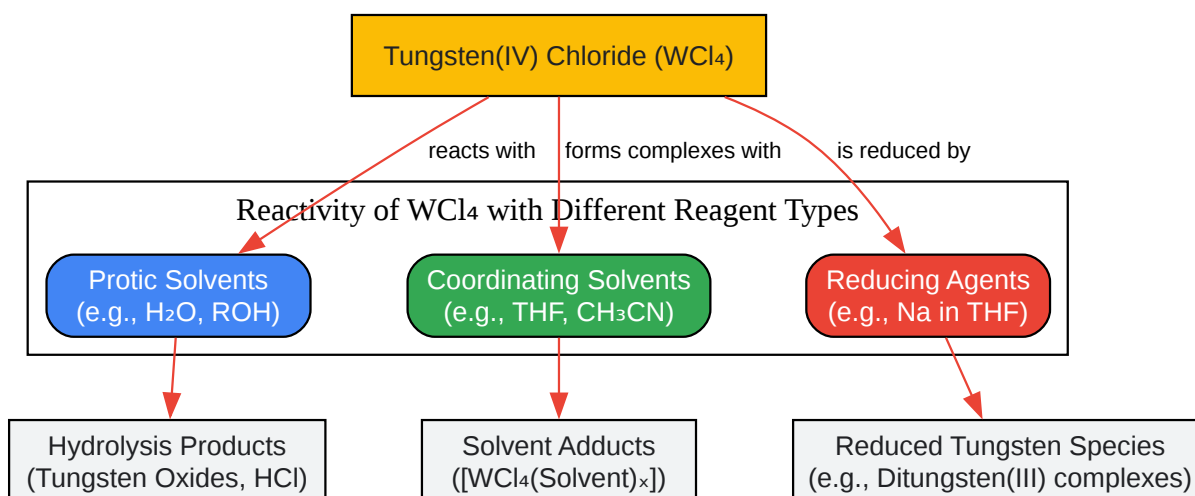 Tungsten(IV) Chloride (WCl₄)
reacts with
forms complexes with
is reduced by
Reactivity of WCl₄ with Different Reagent Types
Protic Solvents
(e.g., H₂O, ROH)
Coordinating Solvents
(e.g., THF, CH₃CN)
Reducing Agents
(e.g., Na in THF)
Hydrolysis Products
(Tungsten Oxides, HCl)
Solvent Adducts
([WCl₄(Solvent)ₓ])
Reduced Tungsten Species
(e.g., Ditungsten(III) complexes)